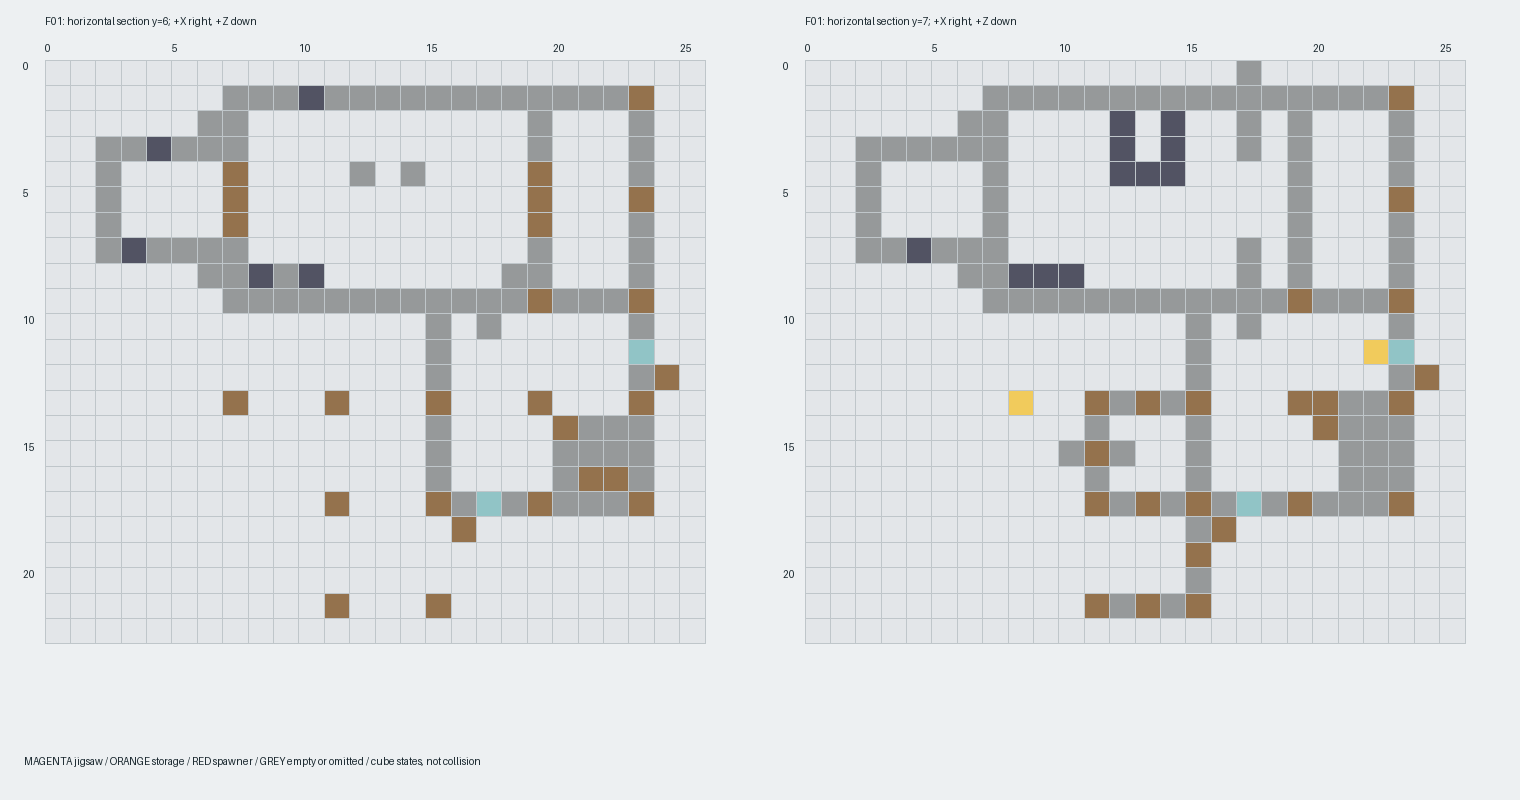 F01: horizontal section y=6; +X right, +Z down
F01: horizontal section y=7; +X right, +Z down
0 5 10 15 20 25
0 5 10 15 20 25
0 0
5 5
10 10
15 15
20 20
MAGENTA jigsaw / ORANGE storage / RED spawner / GREY empty or omitted / cube states, not collision